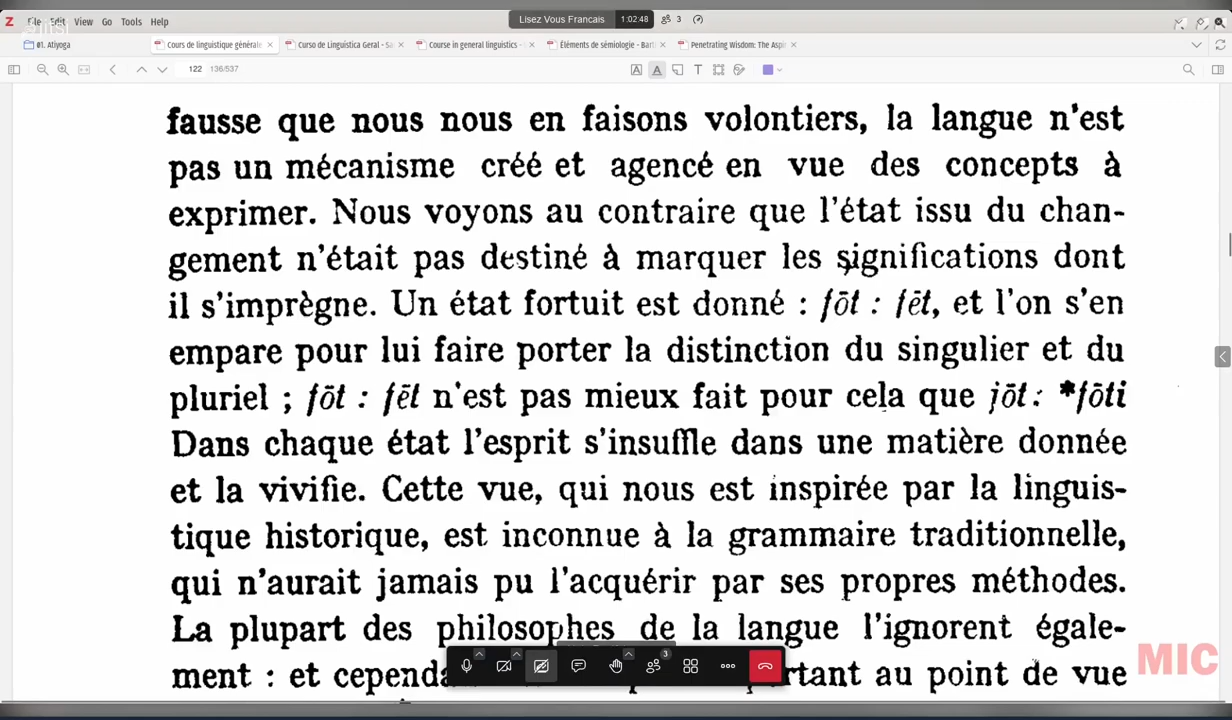 Lisez Vous Francais 1:02:48 3
File Edit View Go Tools Help
01. Atiyoga
Cours de linguistique générale
Curso de Linguística Geral - Sa
Course in general linguistics -
Éléments de sémiologie - Bart
Penetrating Wisdom: The Aspi
122 136/537
fausse que nous nous en faisons volontiers, la langue n'est
pas un mécanisme créé et agencé en vue des concepts à
exprimer. Nous voyons au contraire que l'état issu du chan-
gement n'était pas destiné à marquer les significations dont
il s'imprègne. Un état fortuit est donné : fōt : fēt, et l'on s'en
empare pour lui faire porter la distinction du singulier et du
pluriel ; fōt : fēt n'est pas mieux fait pour cela que fōt: *fōti
Dans chaque état l'esprit s'insuffle dans une matière donnée
et la vivifie. Cette vue, qui nous est inspirée par la linguis-
tique historique, est inconnue à la grammaire traditionnelle,
qui n'aurait jamais pu l'acquérir par ses propres méthodes.
La plupart des philosophes de la langue l'ignorent égale-
ment : et au point de vue
3
MIC